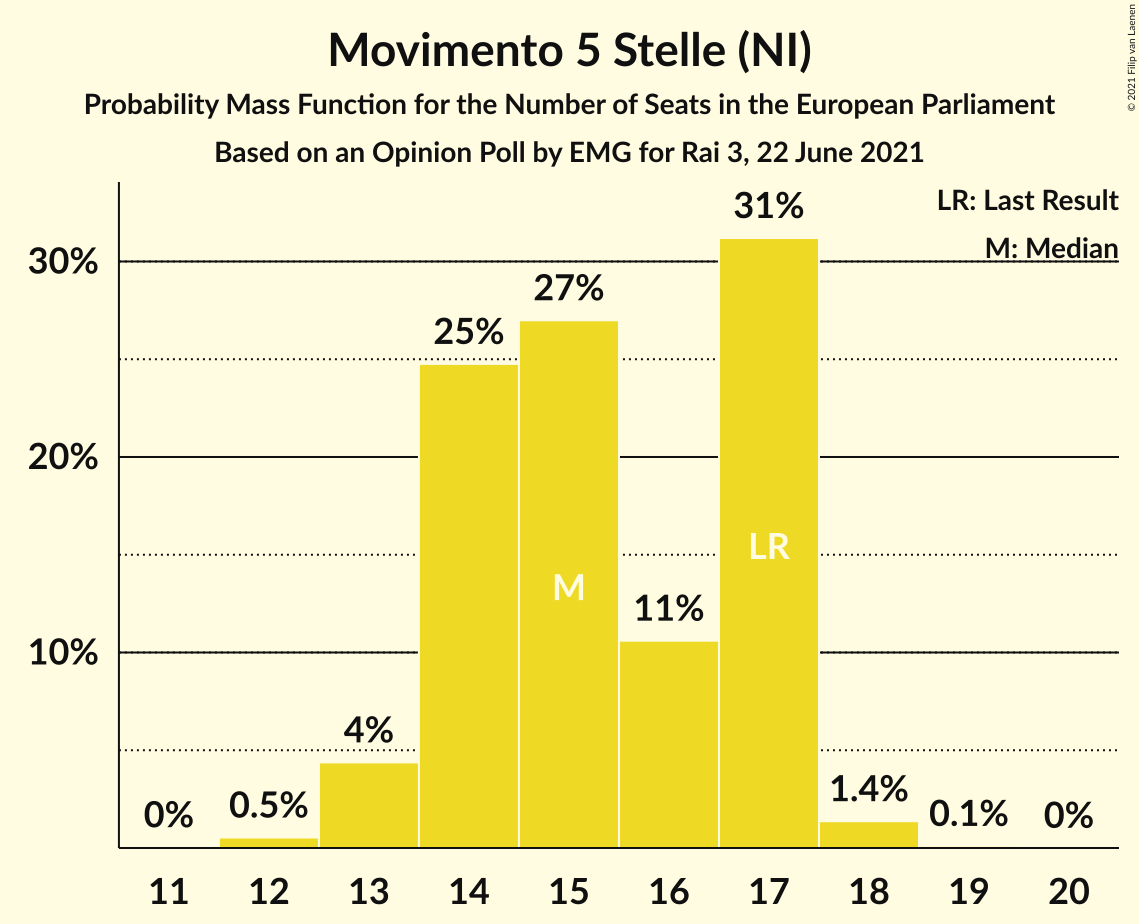 Movimento 5 Stelle (NI)
Probability Mass Function for the Number of Seats in the European Parliament
Based on an Opinion Poll by EMG for Rai 3, 22 June 2021
© 2021 Filip van Laenen
LR: Last Result
M: Median
30%
20%
10%
0%
0.5%
4%
25%
27%
11%
31%
1.4%
0.1%
0%
M
LR
11 12 13 14 15 16 17 18 19 20